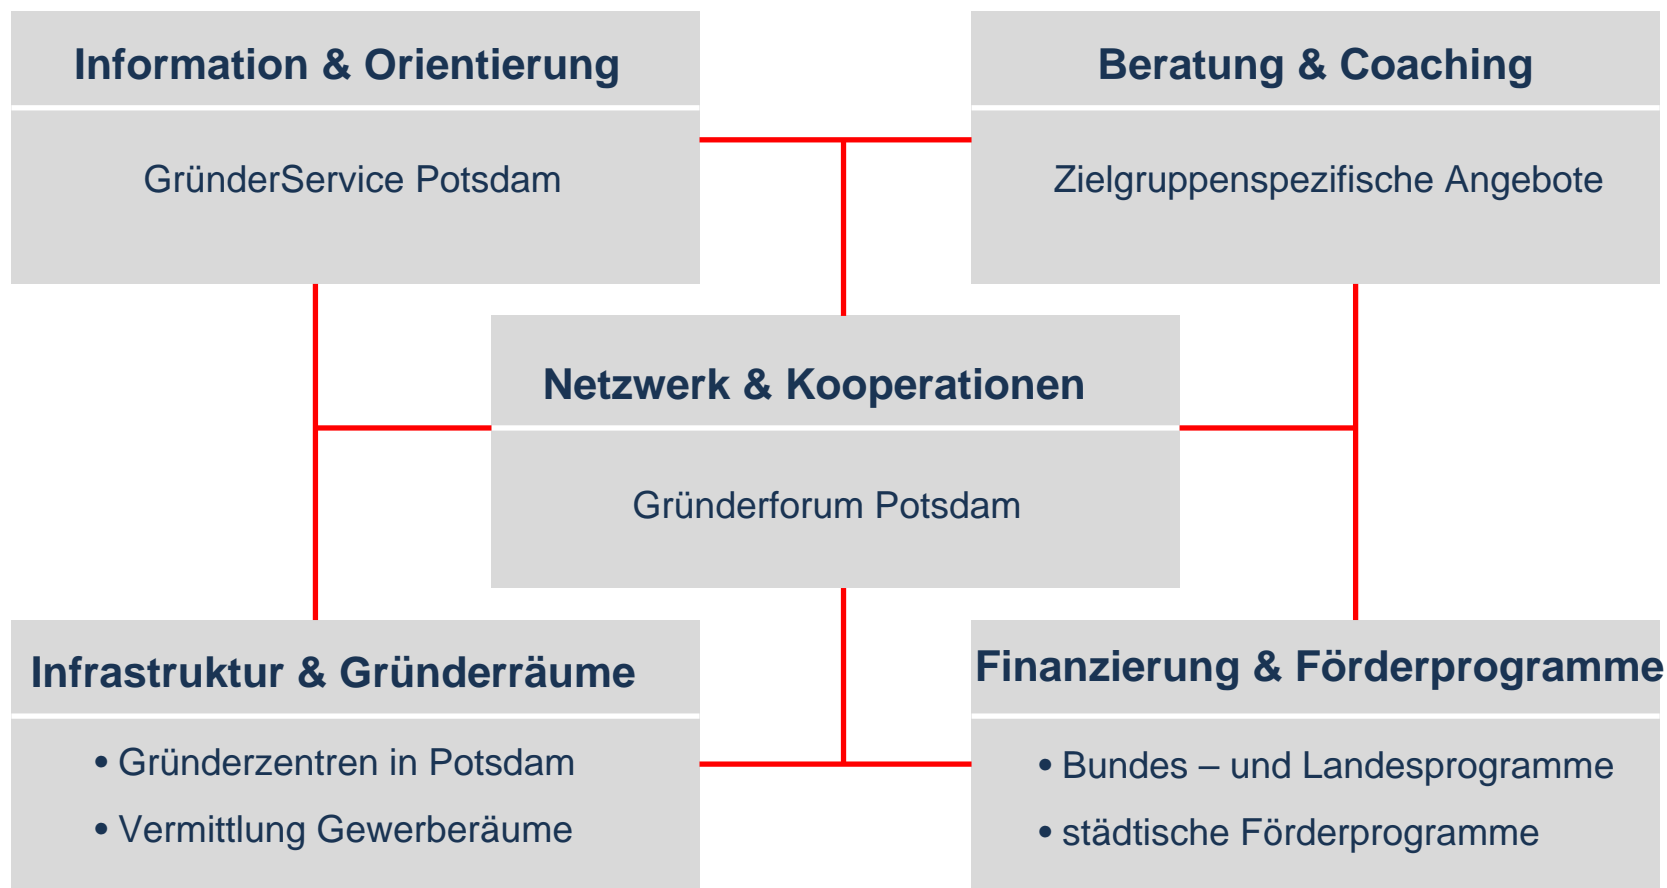 Information & Orientierung
GründerService Potsdam
Beratung & Coaching
Zielgruppenspezifische Angebote
Netzwerk & Kooperationen
Gründerforum Potsdam
Infrastruktur & Gründerräume
• Gründerzentren in Potsdam
• Vermittlung Gewerberäume
Finanzierung & Förderprogramme
• Bundes – und Landesprogramme
• städtische Förderprogramme